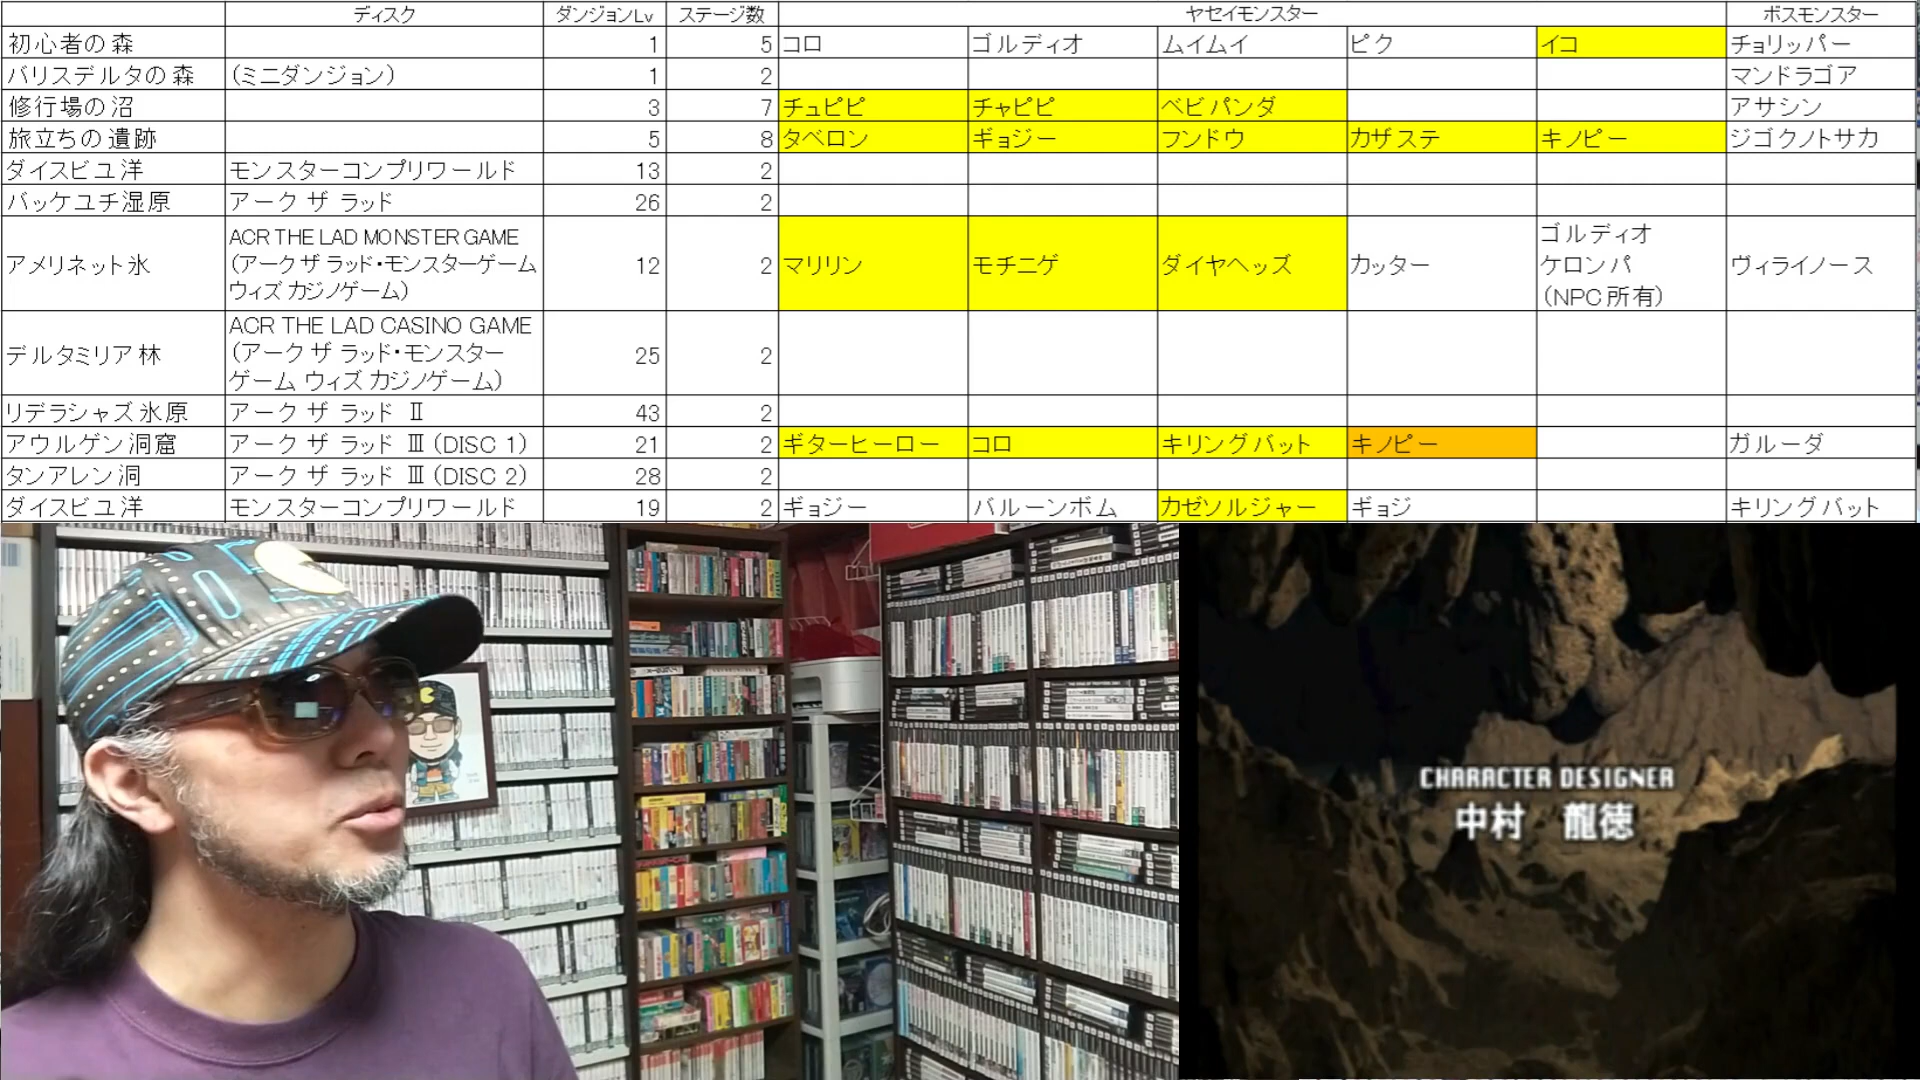 ディスク ダンジョンLv ステージ数 ヤセイモンスター ボスモンスター
初心者の森 1 5 コロ ゴルディオ ムイムイ ピク イコ チョリッパー
バリスデルタの森 （ミニダンジョン） 1 2 マンドラゴア
修行場の沼 3 7 チュピピ チャピピ ベビパンダ アサシン
旅立ちの遺跡 5 8 タベロン ギョジー フンドウ カザステ キノピー ジゴクノトサカ
ダイスビユ洋 モンスターコンプリワールド 13 2
バッケユチ湿原 アーク ザ ラッド 26 2
アメリネット氷
ACR THE LAD MONSTER GAME
（アーク ザ ラッド・モンスターゲーム
ウィズ カジノゲーム）
12 2 マリリン モチニゲ ダイヤヘッズ カッター
ゴルディオ
ケロンパ
（NPC所有）
ヴィライノース
デルタミリア林
ACR THE LAD CASINO GAME
（アーク ザ ラッド・モンスター
ゲーム ウィズ カジノゲーム）
25 2
リデラシャズ氷原 アーク ザ ラッド Ⅱ 43 2
アウルゲン洞窟 アーク ザ ラッド Ⅲ（DISC 1） 21 2 ギターヒーロー コロ キリングバット キノピー ガルーダ
タンアレン洞 アーク ザ ラッド Ⅲ（DISC 2） 28 2
ダイスビユ洋 モンスターコンプリワールド 19 2 ギョジー バルーンボム カゼソルジャー ギョジ キリングバット
CHARACTER DESIGNER
中村 龍徳